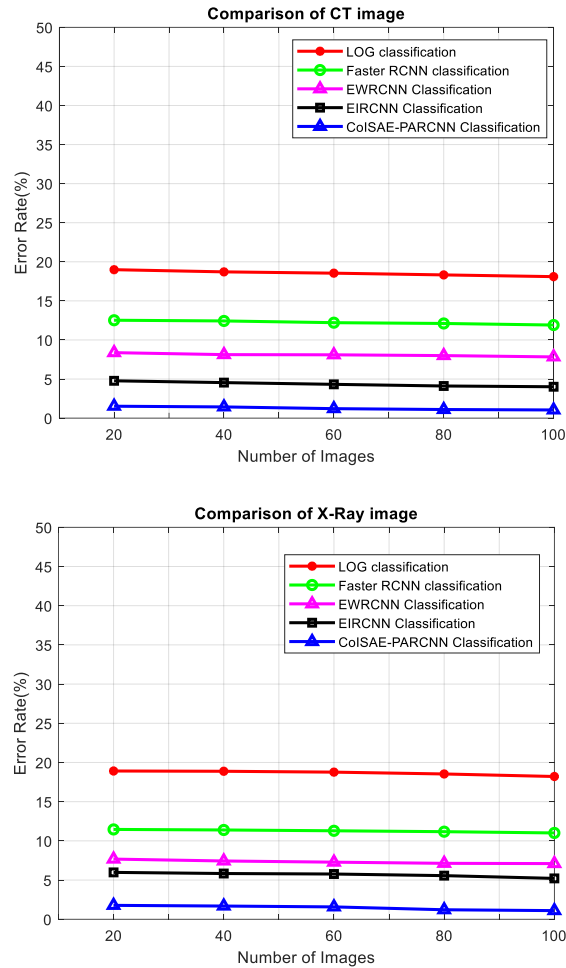 Comparison of CT image
50
45
40
35
30
25
20
15
10
5
0
Error Rate(%)
LOG classification
Faster RCNN classification
EWRCNN Classification
EIRCNN Classification
ColSAE-PARCNN Classification
20 40 60 80 100
Number of Images
Comparison of X-Ray image
50
45
40
35
30
25
20
15
10
5
0
Error Rate(%)
LOG classification
Faster RCNN classification
EWRCNN Classification
EIRCNN Classification
ColSAE-PARCNN Classification
20 40 60 80 100
Number of Images